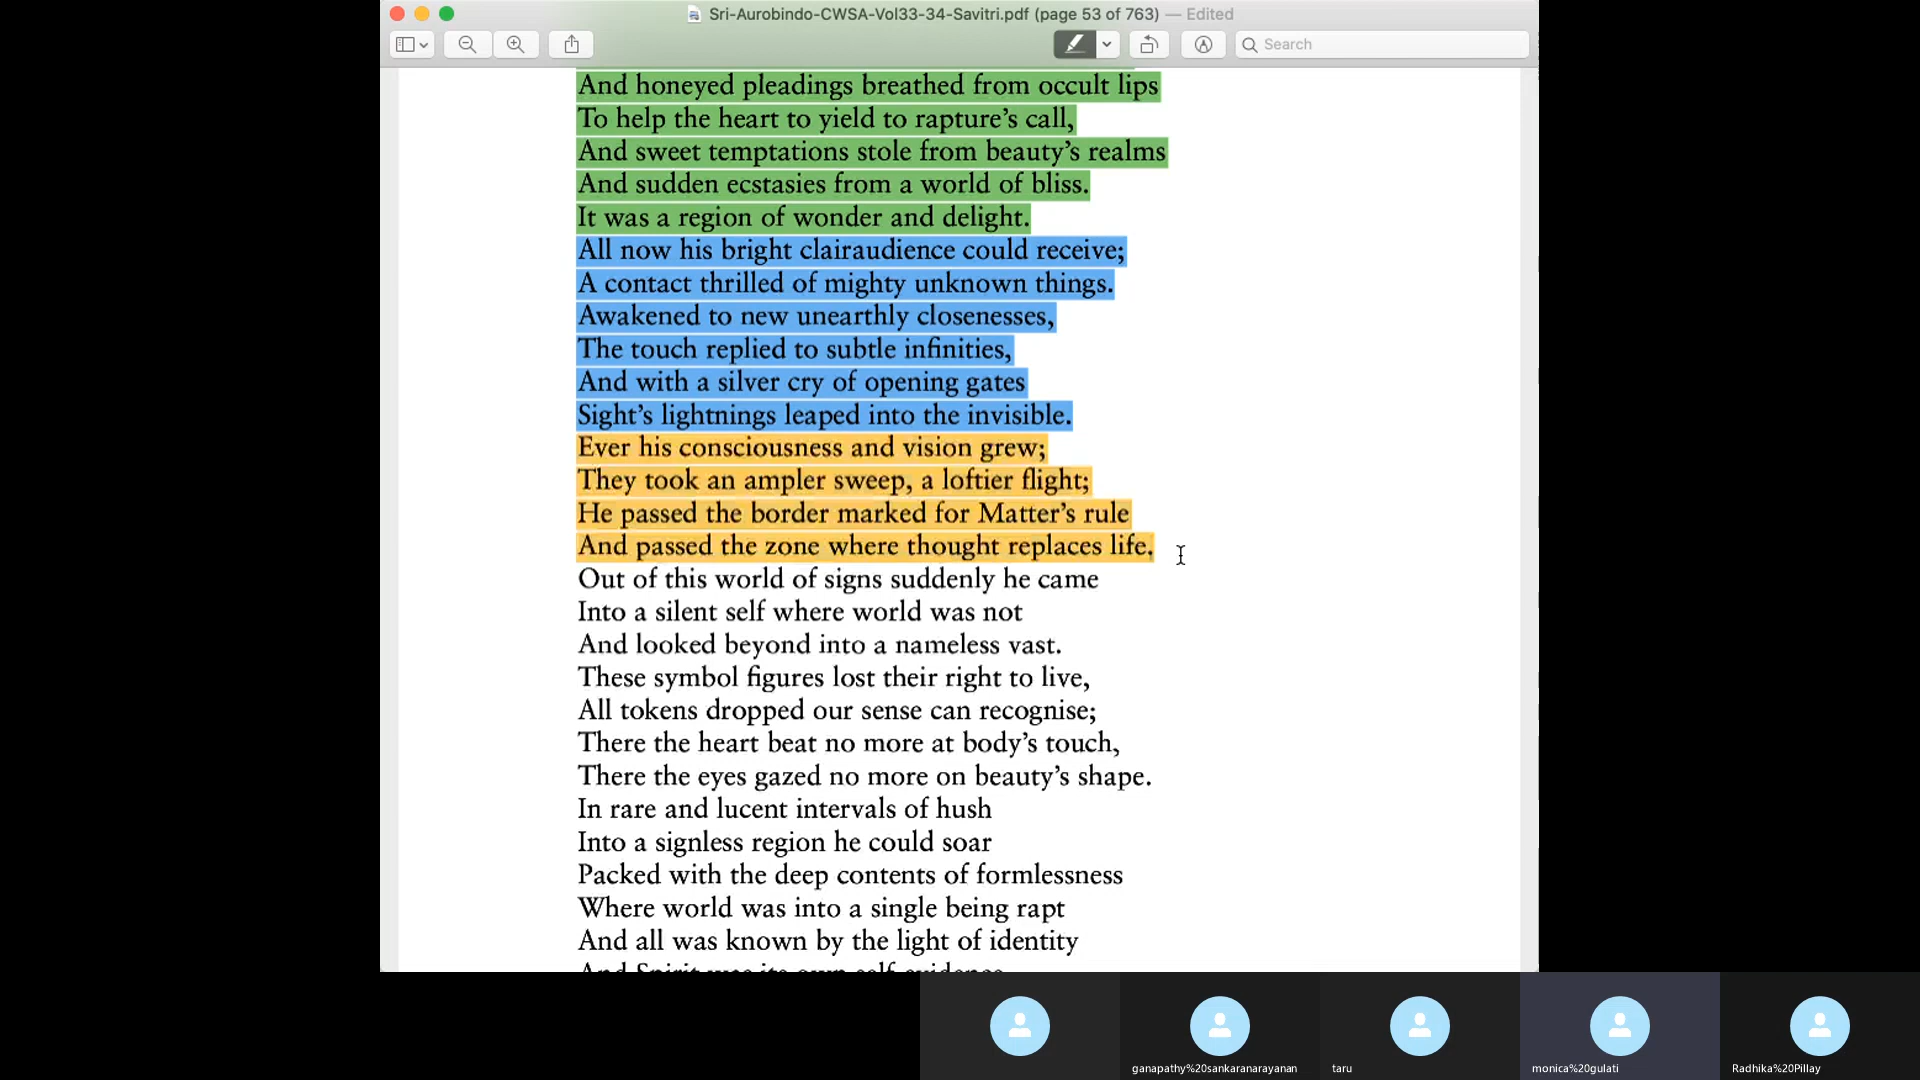 Sri-Aurobindo-CWSA-Vol33-34-Savitri.pdf (page 53 of 763) — Edited
Search
And honeyed pleadings breathed from occult lips
To help the heart to yield to rapture's call,
And sweet temptations stole from beauty's realms
And sudden ecstasies from a world of bliss.
It was a region of wonder and delight.
All now his bright clairaudience could receive;
A contact thrilled of mighty unknown things.
Awakened to new unearthly closenesses,
The touch replied to subtle infinities,
And with a silver cry of opening gates
Sight's lightnings leaped into the invisible.
Ever his consciousness and vision grew;
They took an ampler sweep, a loftier flight;
He passed the border marked for Matter's rule
And passed the zone where thought replaces life.
Out of this world of signs suddenly he came
Into a silent self where world was not
And looked beyond into a nameless vast.
These symbol figures lost their right to live,
All tokens dropped our sense can recognise;
There the heart beat no more at body's touch,
There the eyes gazed no more on beauty's shape.
In rare and lucent intervals of hush
Into a signless region he could soar
Packed with the deep contents of formlessness
Where world was into a single being rapt
And all was known by the light of identity
And Spirit was its own self-evidence.
ganapathy%20sankaranarayanan
taru
monica%20gulati
Radhika%20Pillay